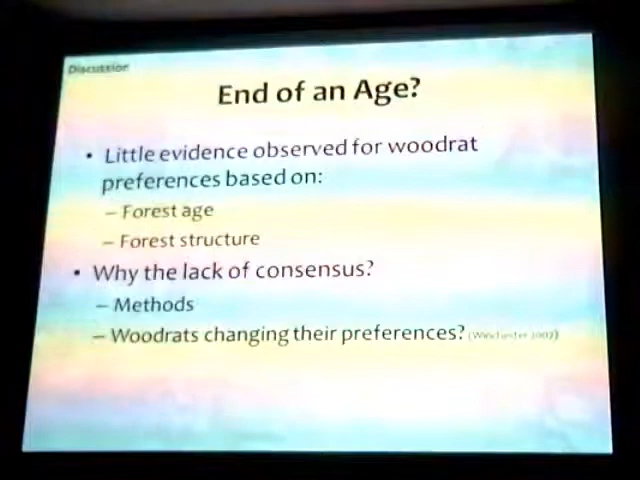 Discussion
End of an Age?
• Little evidence observed for woodrat
preferences based on:
– Forest age
– Forest structure
• Why the lack of consensus?
– Methods
– Woodrats changing their preferences?